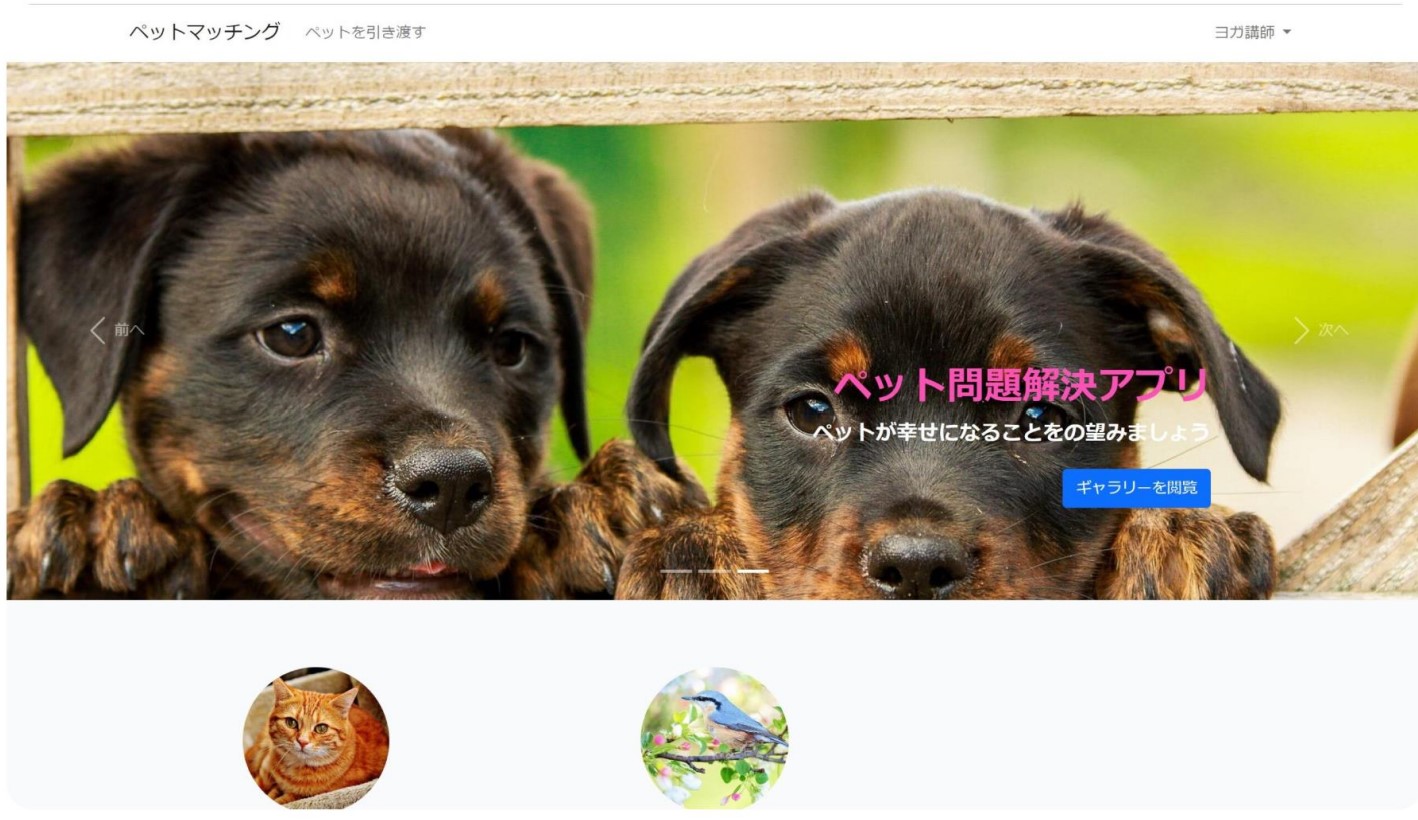 ペットマッチング ペットを引き渡す ヨガ講師
前へ
次へ
ペット問題解決アプリ
ペットが幸せになることをの望みましょう
ギャラリーを閲覧